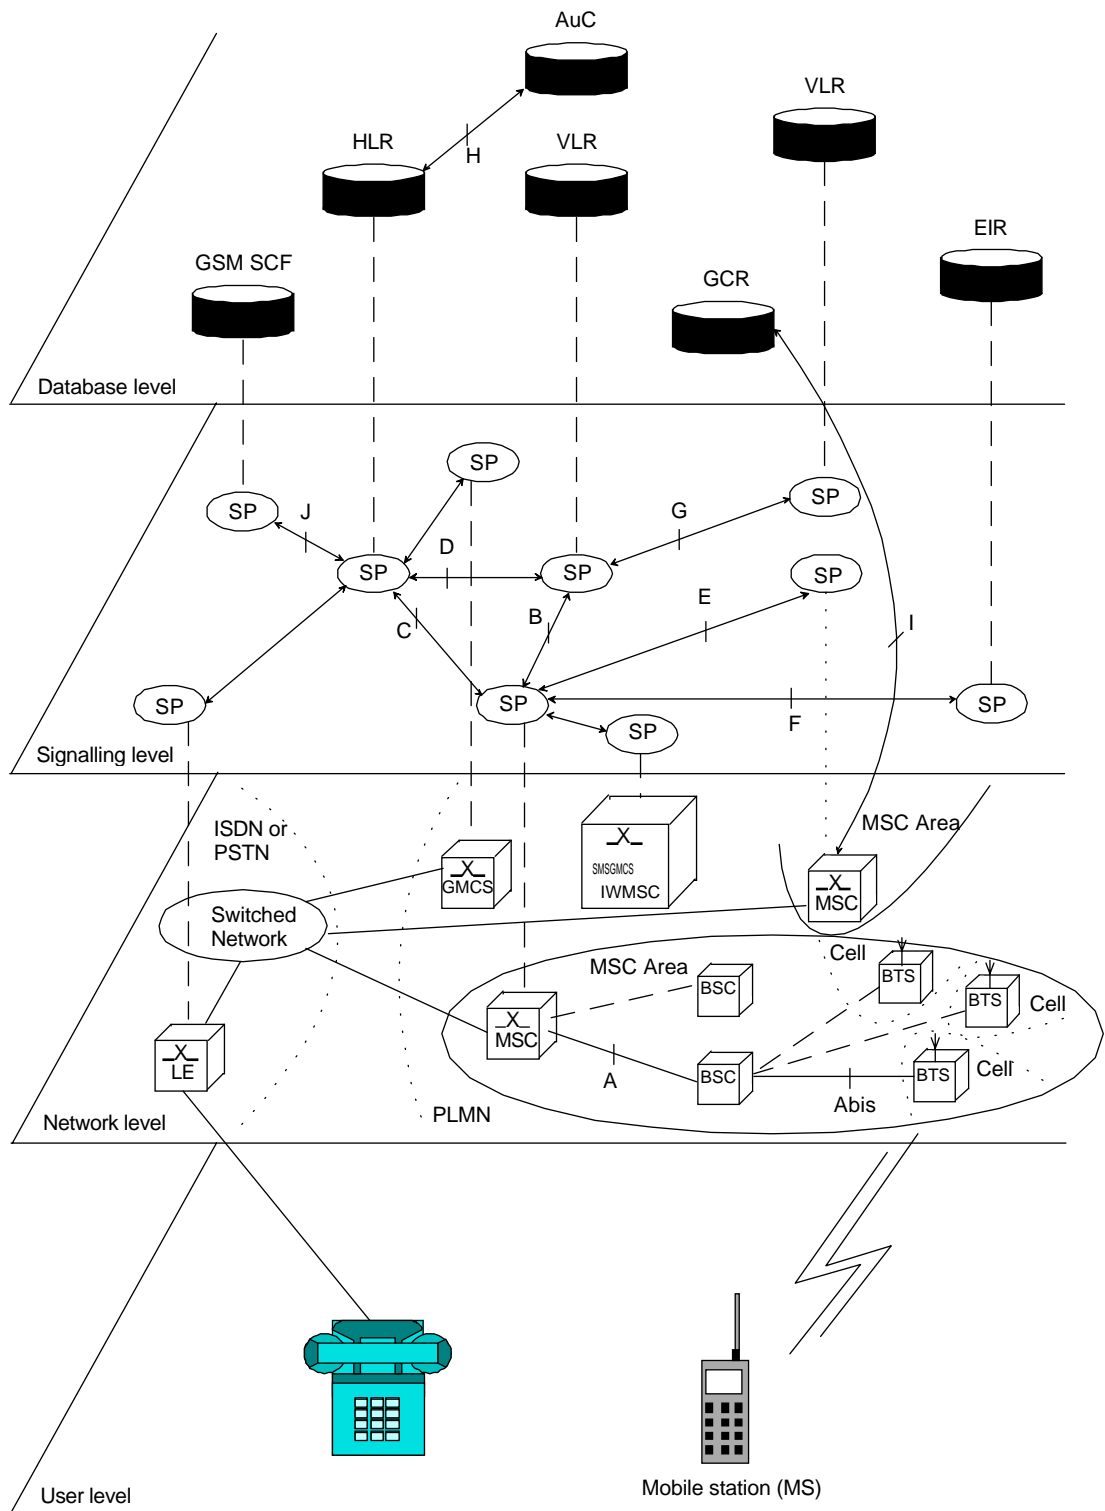 AuC
VLR
HLR
H
VLR
EIR
GSM SCF
GCR
Database level
SP
SP
J
G
SP
D
SP
SP
SP
E
B
C
I
SP
SP
SP
F
SP
Signalling level
ISDN or
PSTN
MSC Area
X
GMCS
X
SMSGMCS
IWMSC
X
MSC
Switched
Network
MSC Area
Cell
BSC
BTS
BTS
Cell
X
MSC
X
LE
A
BSC
BTS
Cell
Abis
PLMN
Network level
Mobile station (MS)
User level